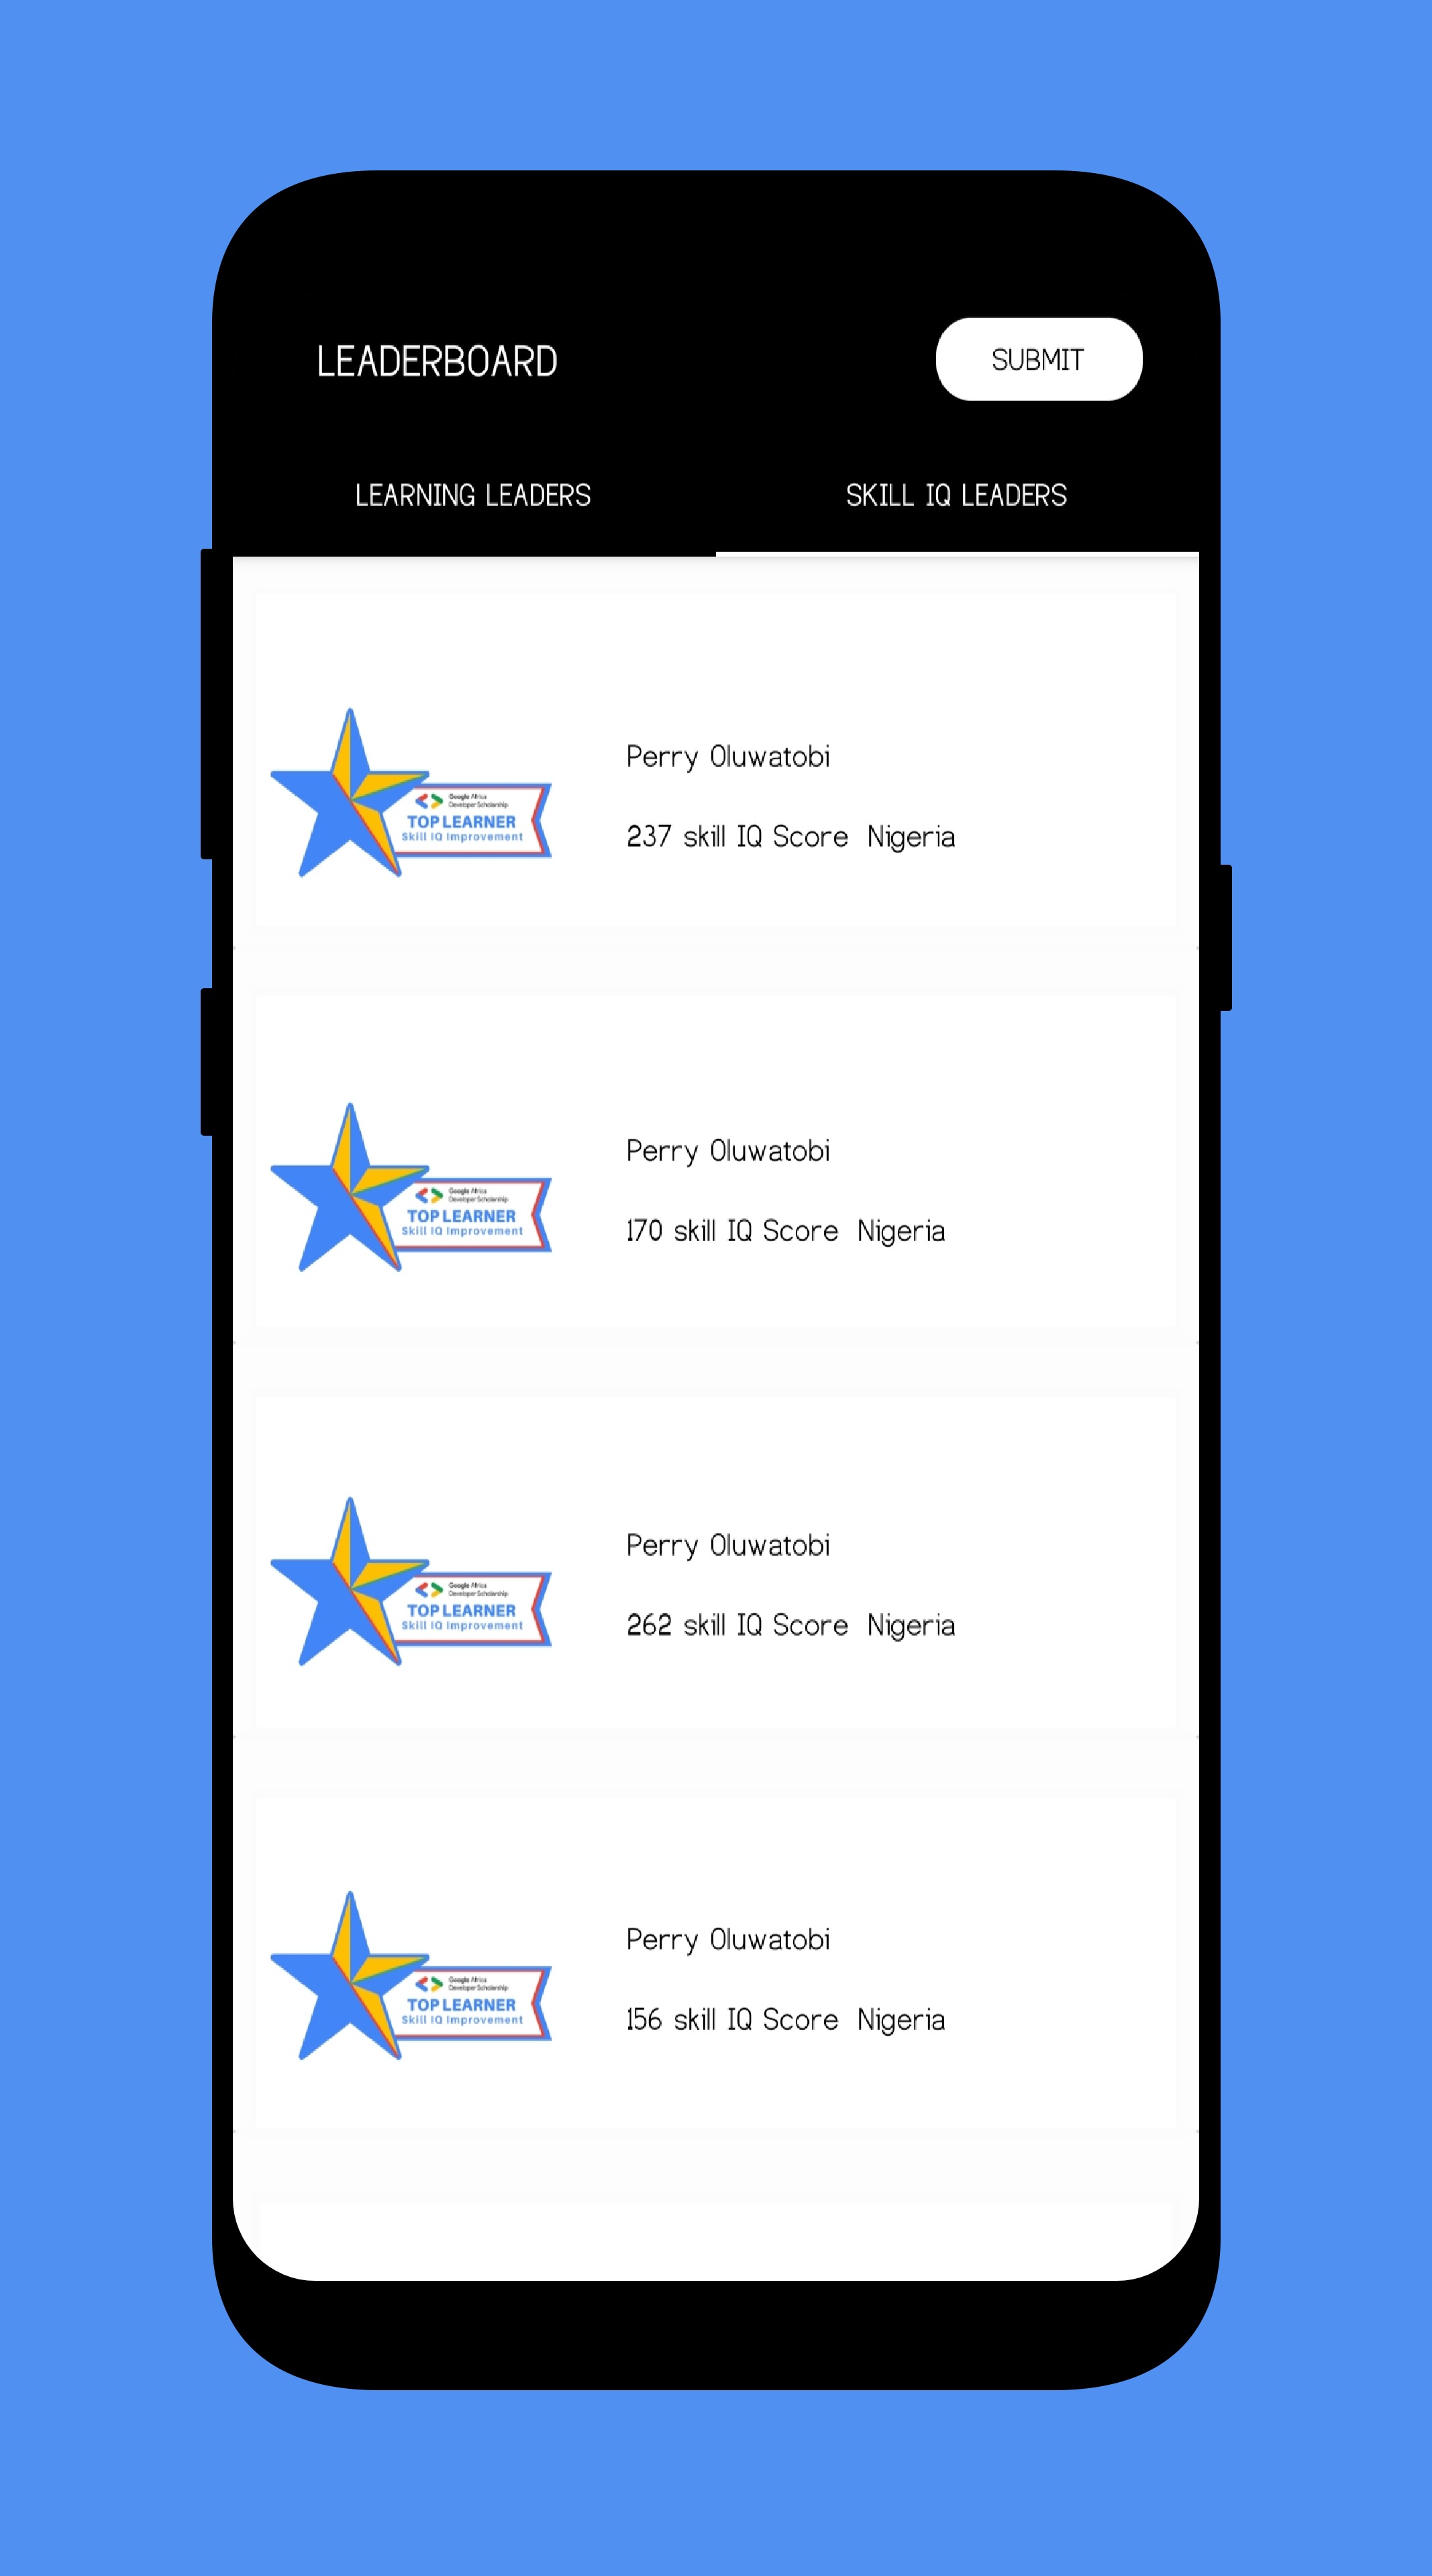 LEADERBOARD
SUBMIT
LEARNING LEADERS
SKILL IQ LEADERS
Google Africa
Developer Scholarship
TOP LEARNER
Skill IQ Improvement
Perry Oluwatobi
237 skill IQ Score Nigeria
Google Africa
Developer Scholarship
TOP LEARNER
Skill IQ Improvement
Perry Oluwatobi
170 skill IQ Score Nigeria
Google Africa
Developer Scholarship
TOP LEARNER
Skill IQ Improvement
Perry Oluwatobi
262 skill IQ Score Nigeria
Google Africa
Developer Scholarship
TOP LEARNER
Skill IQ Improvement
Perry Oluwatobi
156 skill IQ Score Nigeria